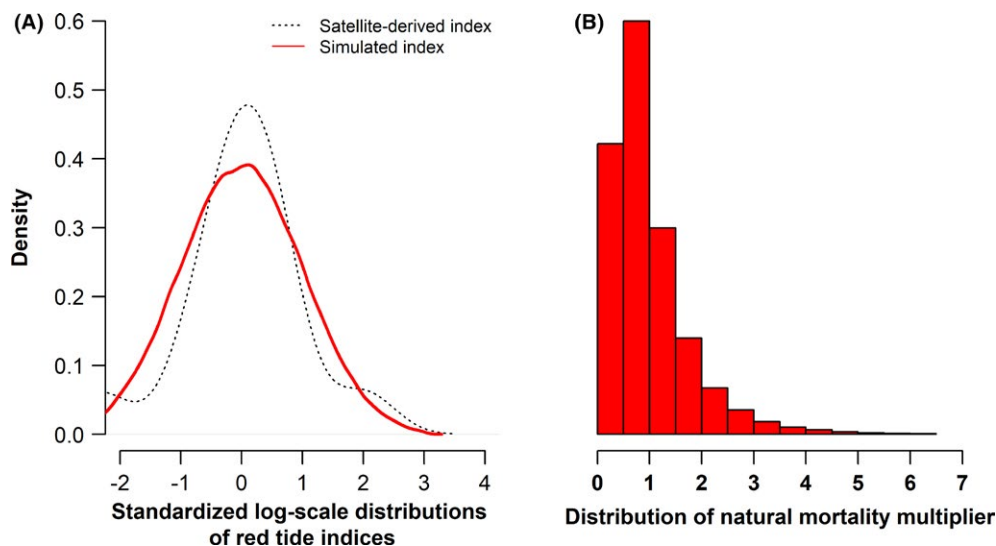 (A)
Satellite-derived index
Simulated index
0.6
0.5
0.4
0.3
0.2
0.1
0.0
Density
-2 -1 0 1 2 3 4
Standardized log-scale distributions
of red tide indices
(B)
0 1 2 3 4 5 6 7
Distribution of natural mortality multiplier